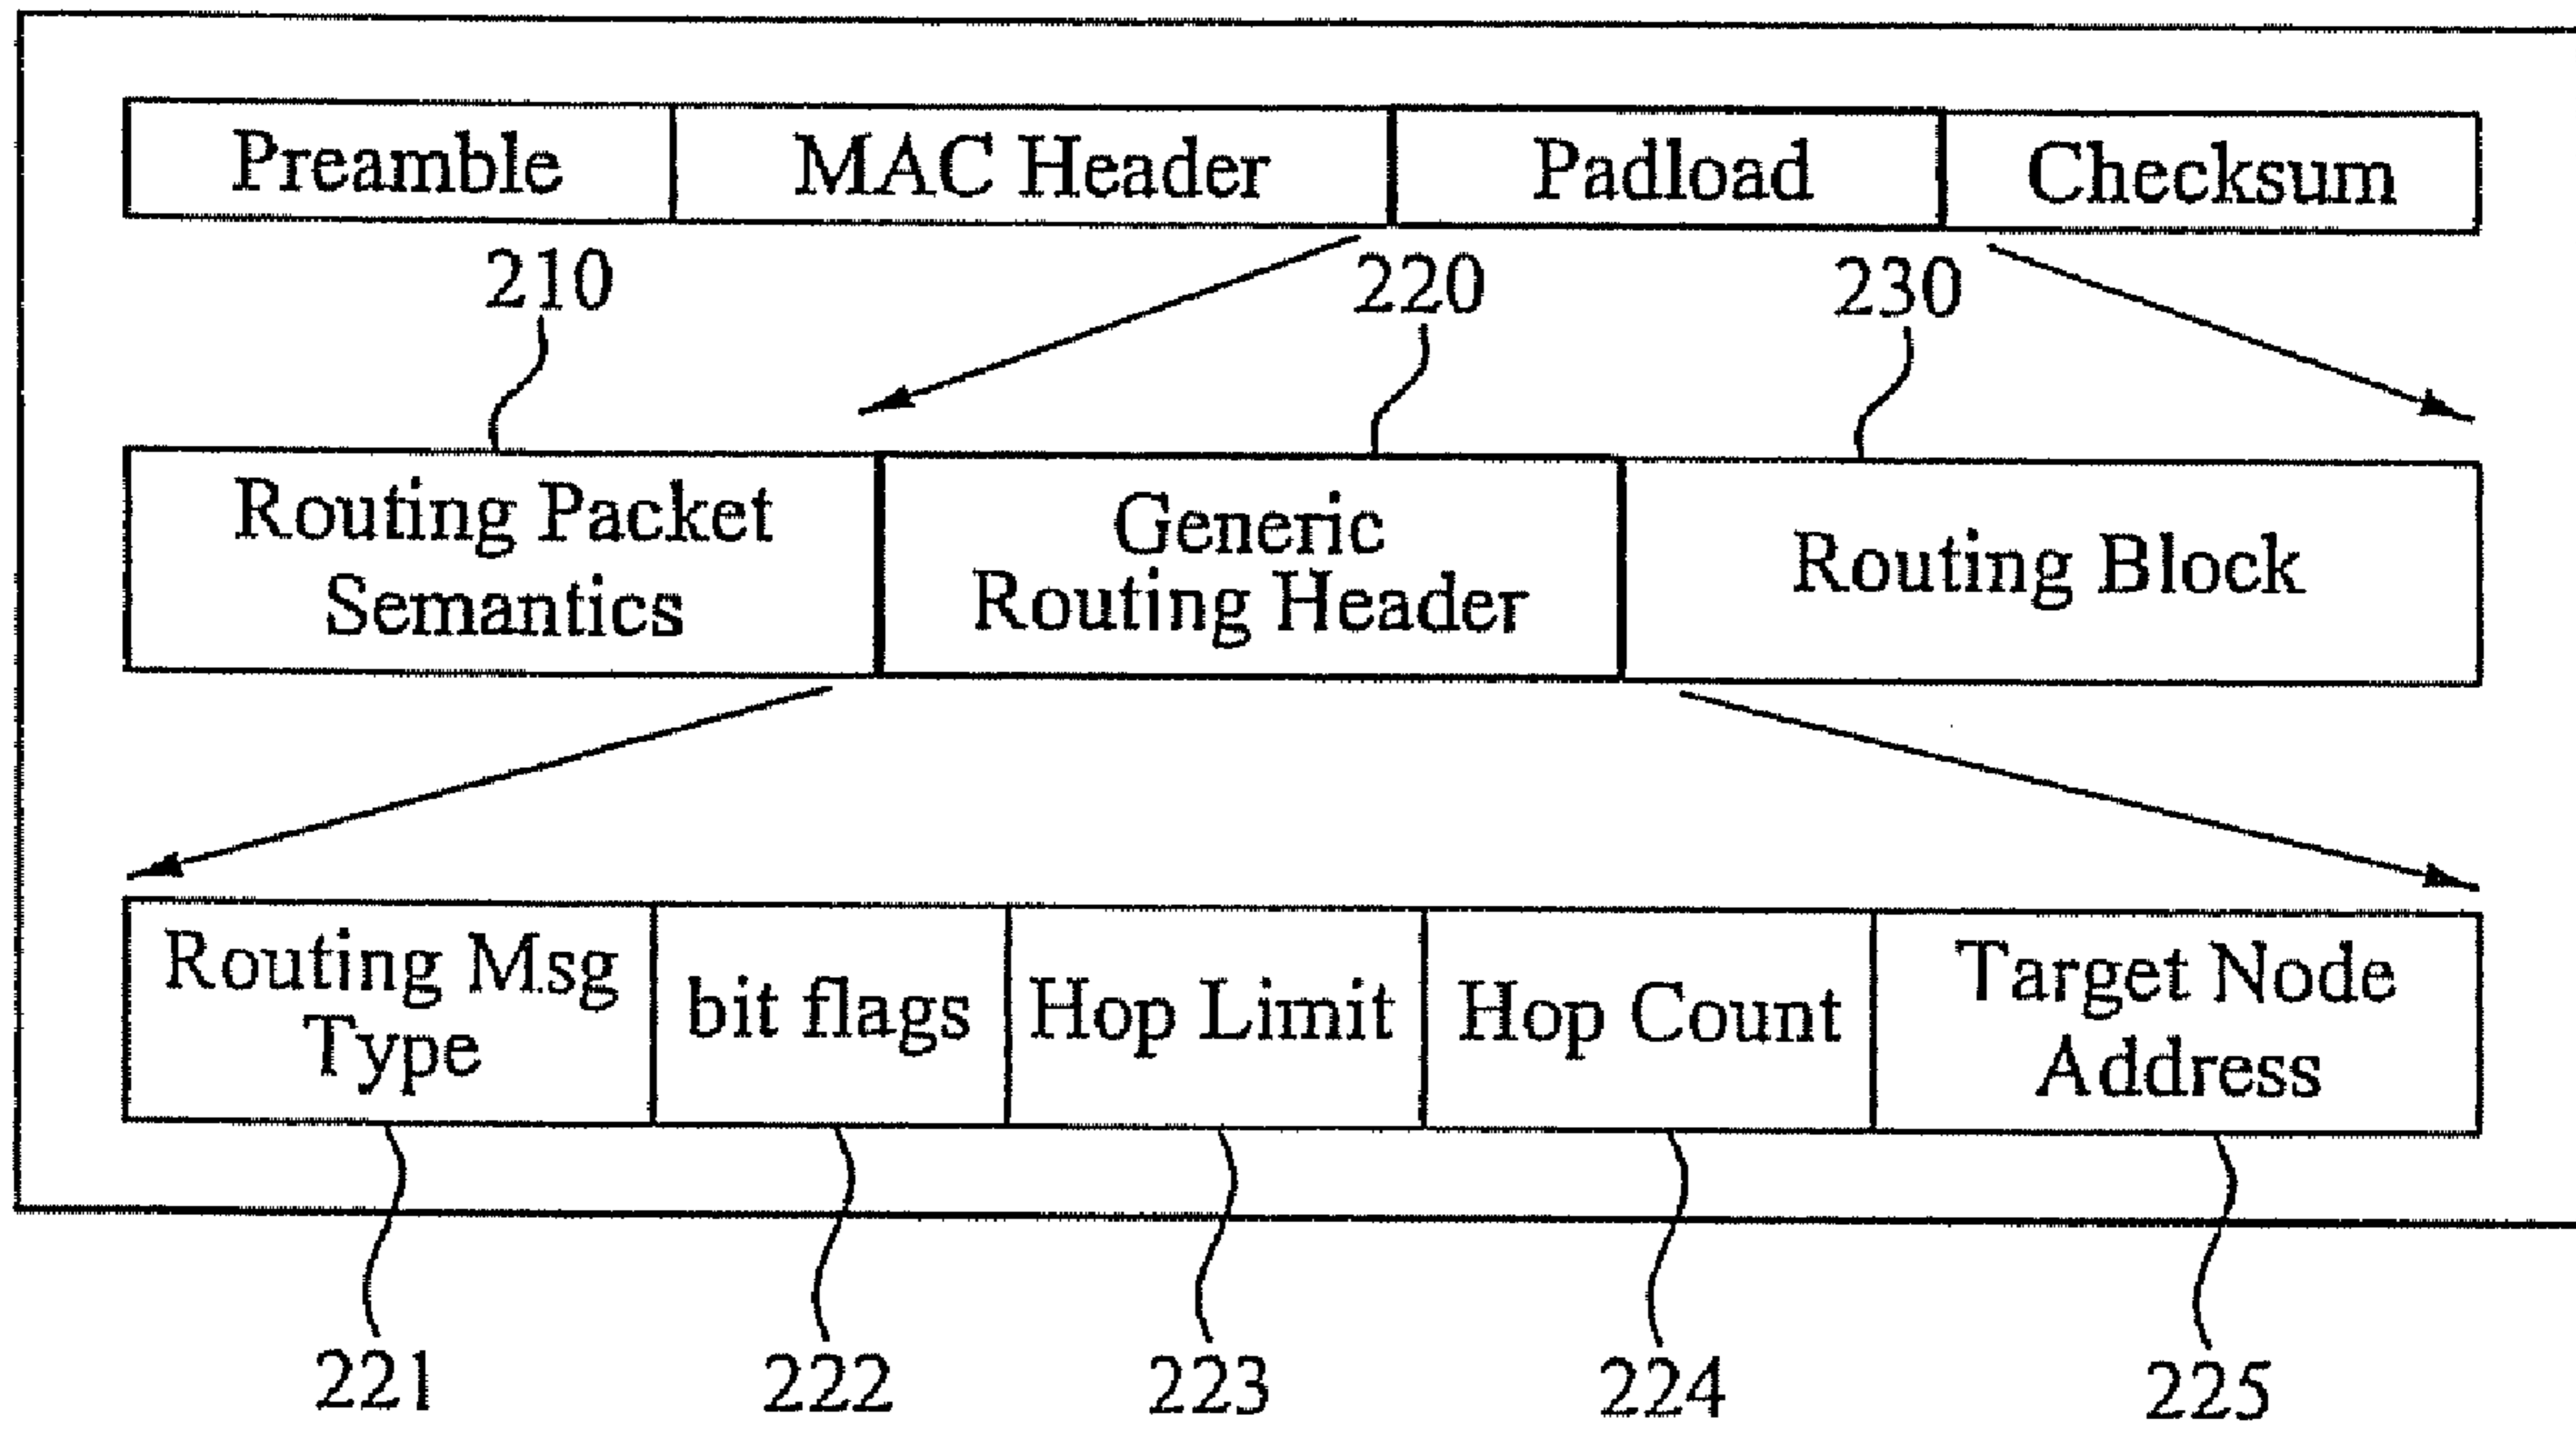 Preamble MAC Header Padload Checksum
210 220 230
Routing Packet Semantics
Generic Routing Header
Routing Block
Routing Msg Type
bit flags
Hop Limit
Hop Count
Target Node Address
221 222 223 224 225